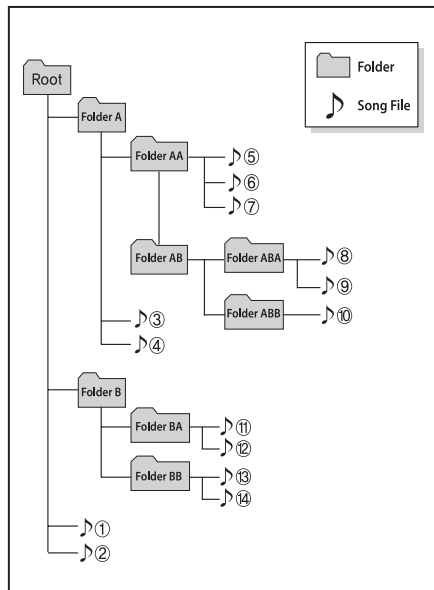 Root
Folder
Song File
Folder A
Folder AA
⑤
⑥
⑦
Folder AB
Folder ABA
⑧
⑨
Folder ABB
⑩
③
④
Folder B
Folder BA
⑪
⑫
Folder BB
⑬
⑭
①
②